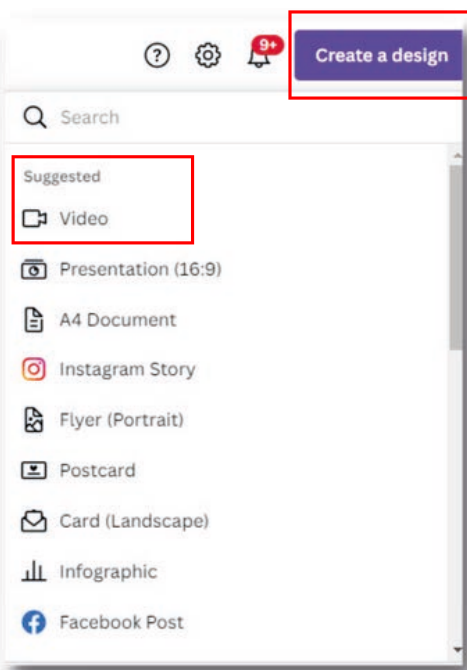 9+
Create a design
Search
Suggested
Video
Presentation (16:9)
A4 Document
Instagram Story
Flyer (Portrait)
Postcard
Card (Landscape)
Infographic
Facebook Post